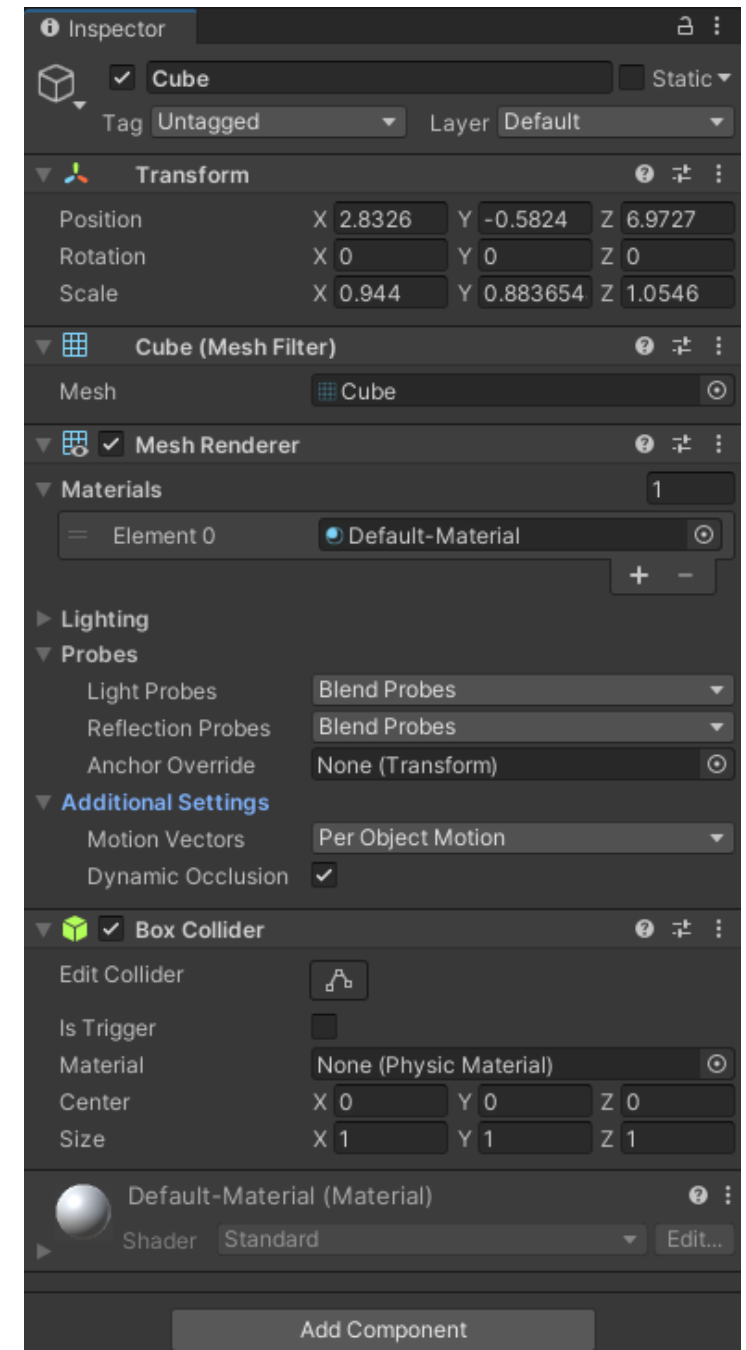 Inspector
Cube Static
Tag Untagged Layer Default
Transform
Position X 2.8326 Y -0.5824 Z 6.9727
Rotation X 0 Y 0 Z 0
Scale X 0.944 Y 0.883654 Z 1.0546
Cube (Mesh Filter)
Mesh Cube
Mesh Renderer
Materials 1
Element 0 Default-Material
+ −
Lighting
Probes
Light Probes Blend Probes
Reflection Probes Blend Probes
Anchor Override None (Transform)
Additional Settings
Motion Vectors Per Object Motion
Dynamic Occlusion
Box Collider
Edit Collider
Is Trigger
Material None (Physic Material)
Center X 0 Y 0 Z 0
Size X 1 Y 1 Z 1
Default-Material (Material)
Shader Standard Edit...
Add Component